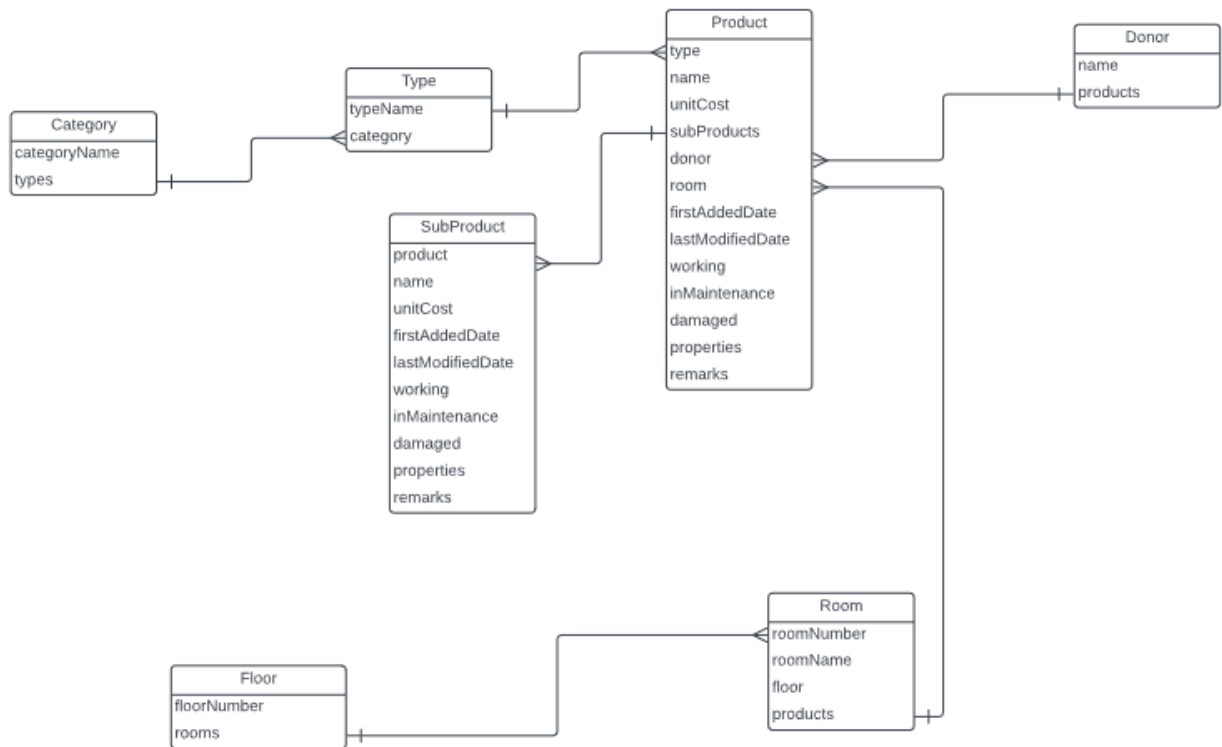 Product
type
name
unitCost
subProducts
donor
room
firstAddedDate
lastModifiedDate
working
inMaintenance
damaged
properties
remarks
Donor
name
products
Type
typeName
category
Category
categoryName
types
SubProduct
product
name
unitCost
firstAddedDate
lastModifiedDate
working
inMaintenance
damaged
properties
remarks
Room
roomNumber
roomName
floor
products
Floor
floorNumber
rooms